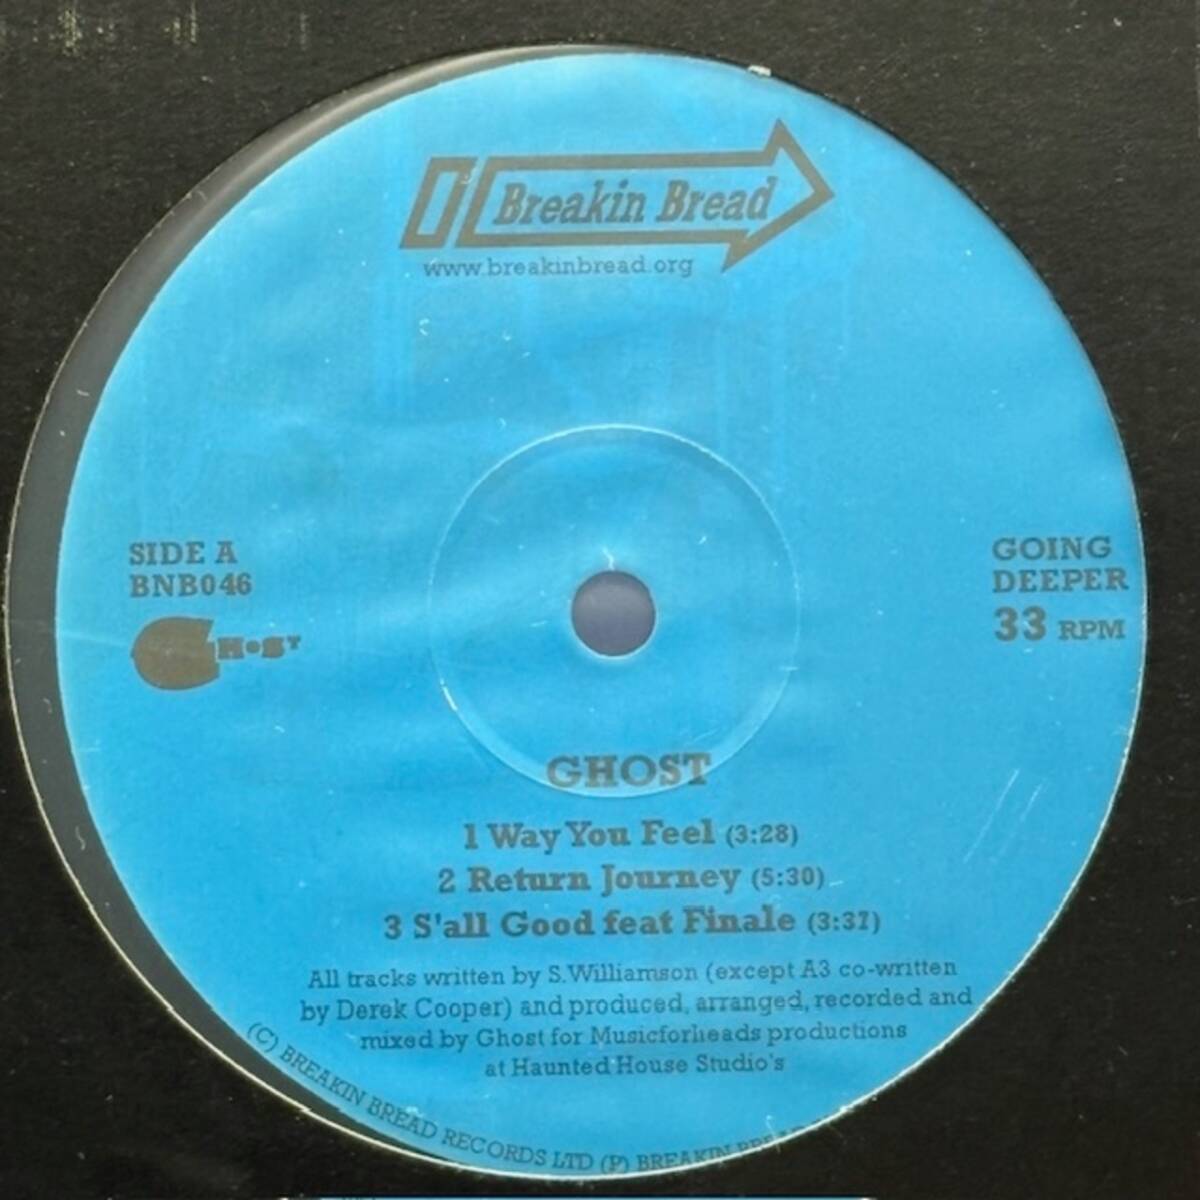 Breakin Bread
www.breakinbread.org
SIDE A
BNB046
GHOST
GOING
DEEPER
33 RPM
GHOST
1 Way You Feel (3:28)
2 Return Journey (5:30)
3 S'all Good feat Finale (3:37)
All tracks written by S.Williamson (except A3 co-written
by Derek Cooper) and produced, arranged, recorded and
mixed by Ghost for Musicforheads productions
at Haunted House Studio's
(C) BREAKIN BREAD RECORDS LTD (P) BREAKIN BREAD